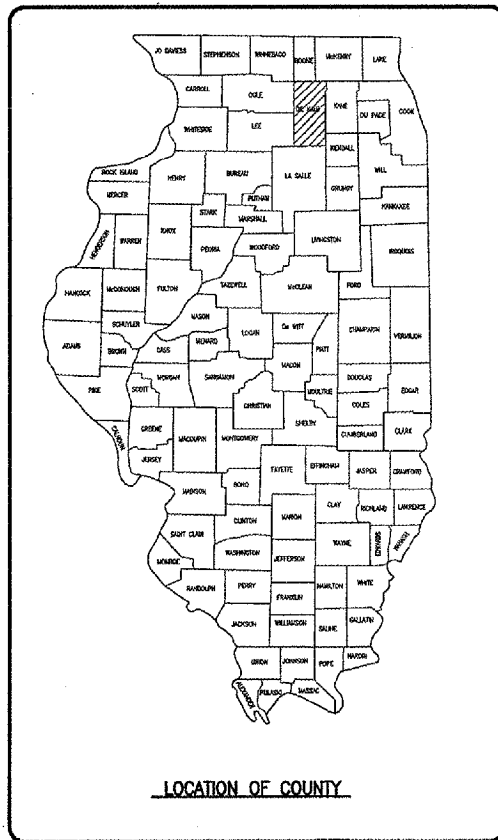 JO DAVIESS STEPHENSON WINNEBAGO BOONE McHENRY LAKE
CARROLL OGLE DE KALB KANE COOK
DU PAGE
WHITESIDE LEE
KENDALL WILL
ROCK ISLAND HENRY BUREAU LA SALLE GRUNDY
MERCER PUTNAM KANKAKEE
STARK MARSHALL
HENDERSON WARREN KNOX PEORIA WOODFORD LIVINGSTON IROQUOIS
HANCOCK McDONOUGH FULTON TAZEWELL McCLEAN FORD
MASON
SCHUYLER LOGAN De WITT CHAMPAIGN VERMILION
ADAMS BROWN CASS MENARD PIATT
MACON
PIKE SCOTT MORGAN SANGAMON MOULTRIE DOUGLAS EDGAR
CHRISTIAN COLES
CALHOUN GREENE MACOUPIN MONTGOMERY SHELBY CUMBERLAND CLARK
JERSEY FAYETTE EFFINGHAM JASPER CRAWFORD
MADISON BOND CLAY RICHLAND LAWRENCE
CLINTON MARION
SAINT CLAIR WAYNE EDWARDS WABASH
MONROE WASHINGTON JEFFERSON
RANDOLPH PERRY HAMILTON WHITE
FRANKLIN
JACKSON WILLIAMSON SALINE GALLATIN
UNION JOHNSON POPE HARDIN
ALEXANDER PULASKI MASSAC
LOCATION OF COUNTY